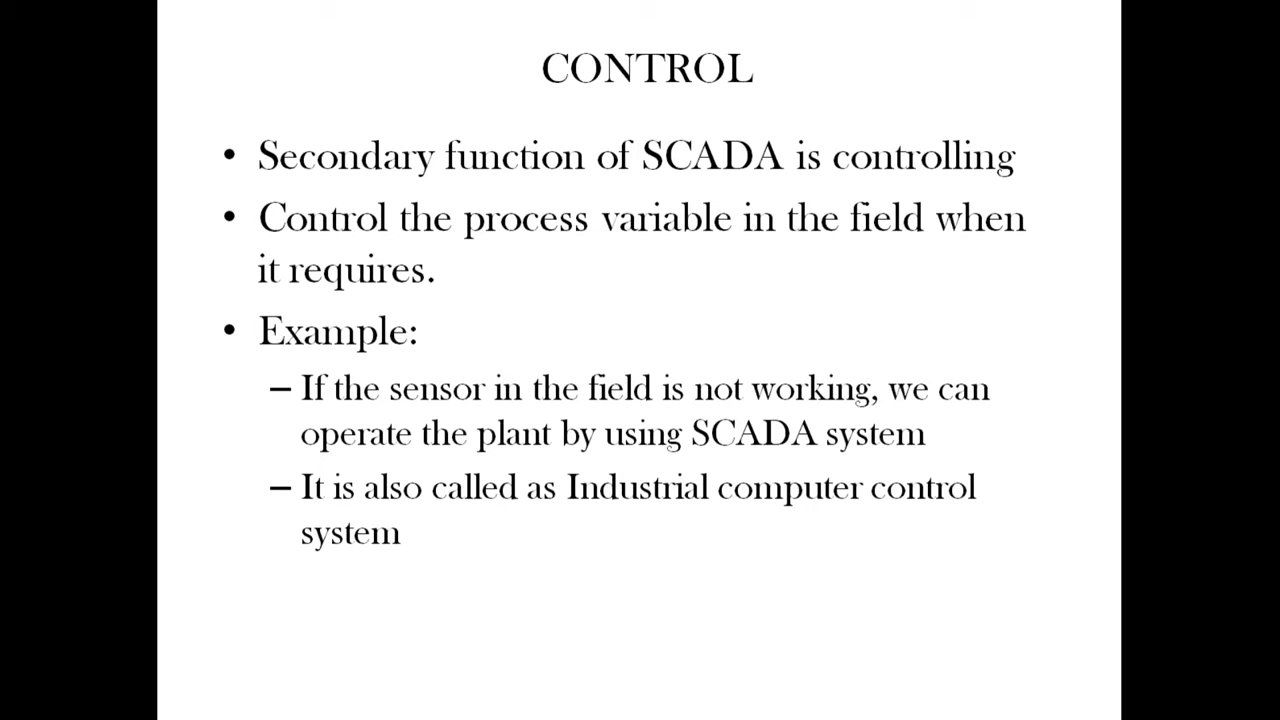 CONTROL
• Secondary function of SCADA is controlling
• Control the process variable in the field when
it requires.
• Example:
– If the sensor in the field is not working, we can
operate the plant by using SCADA system
– It is also called as Industrial computer control
system